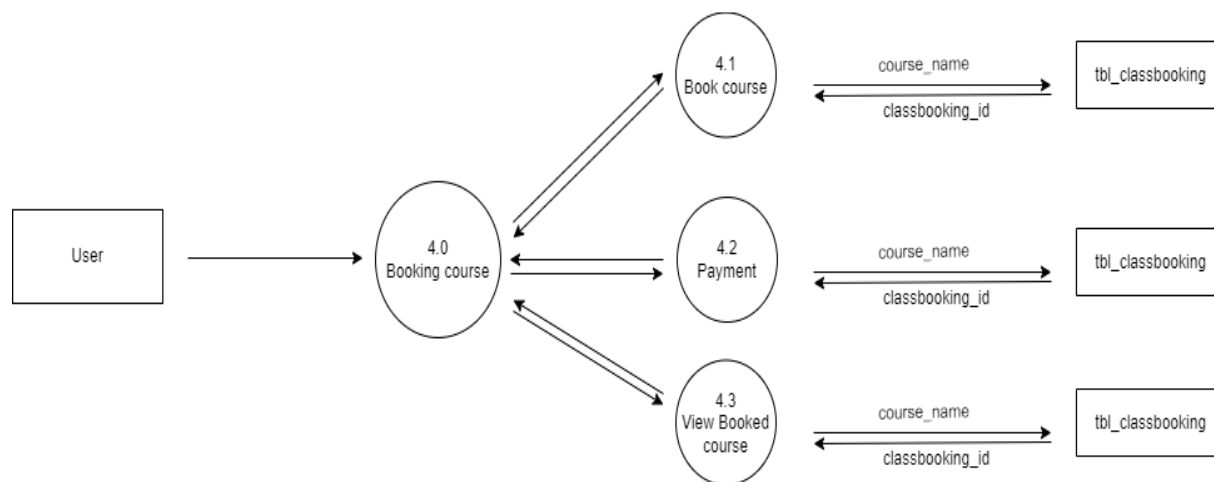 4.1
Book course
course_name
classbooking_id
tbl_classbooking
User
4.0
Booking course
4.2
Payment
course_name
classbooking_id
tbl_classbooking
4.3
View Booked
course
course_name
classbooking_id
tbl_classbooking